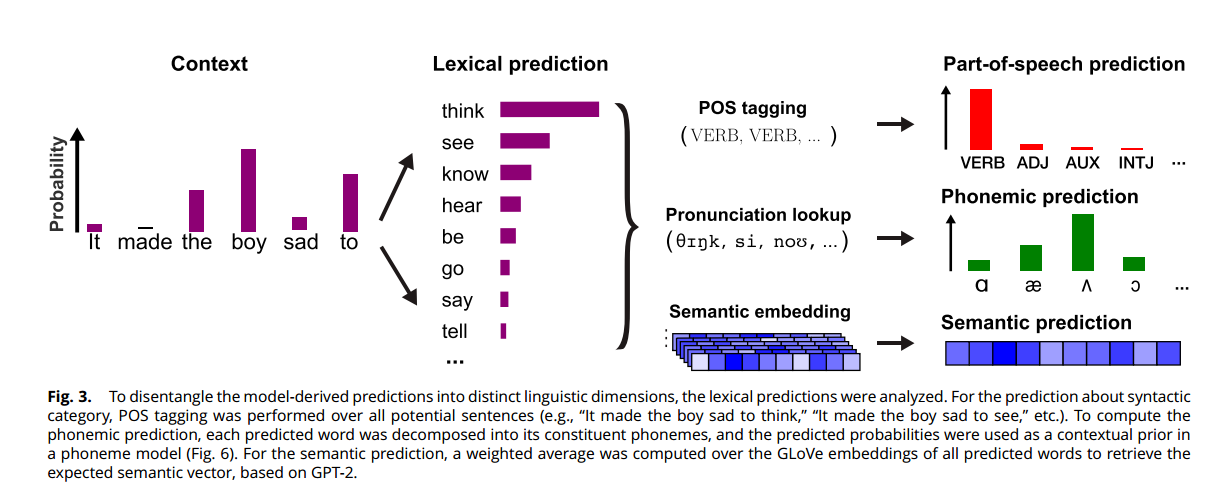 Context
Probability
It made the boy sad to
Lexical prediction
think
see
know
hear
be
go
say
tell
...
POS tagging
(VERB, VERB, ... )
Pronunciation lookup
(θɪŋk, si, noʊ, ...)
Semantic embedding
Part-of-speech prediction
VERB ADJ AUX INTJ ...
Phonemic prediction
ɑ æ ʌ ɔ ...
Semantic prediction
Fig. 3. To disentangle the model-derived predictions into distinct linguistic dimensions, the lexical predictions were analyzed. For the prediction about syntactic
category, POS tagging was performed over all potential sentences (e.g., “It made the boy sad to think,” “It made the boy sad to see,” etc.). To compute the
phonemic prediction, each predicted word was decomposed into its constituent phonemes, and the predicted probabilities were used as a contextual prior in
a phoneme model (Fig. 6). For the semantic prediction, a weighted average was computed over the GLoVe embeddings of all predicted words to retrieve the
expected semantic vector, based on GPT-2.